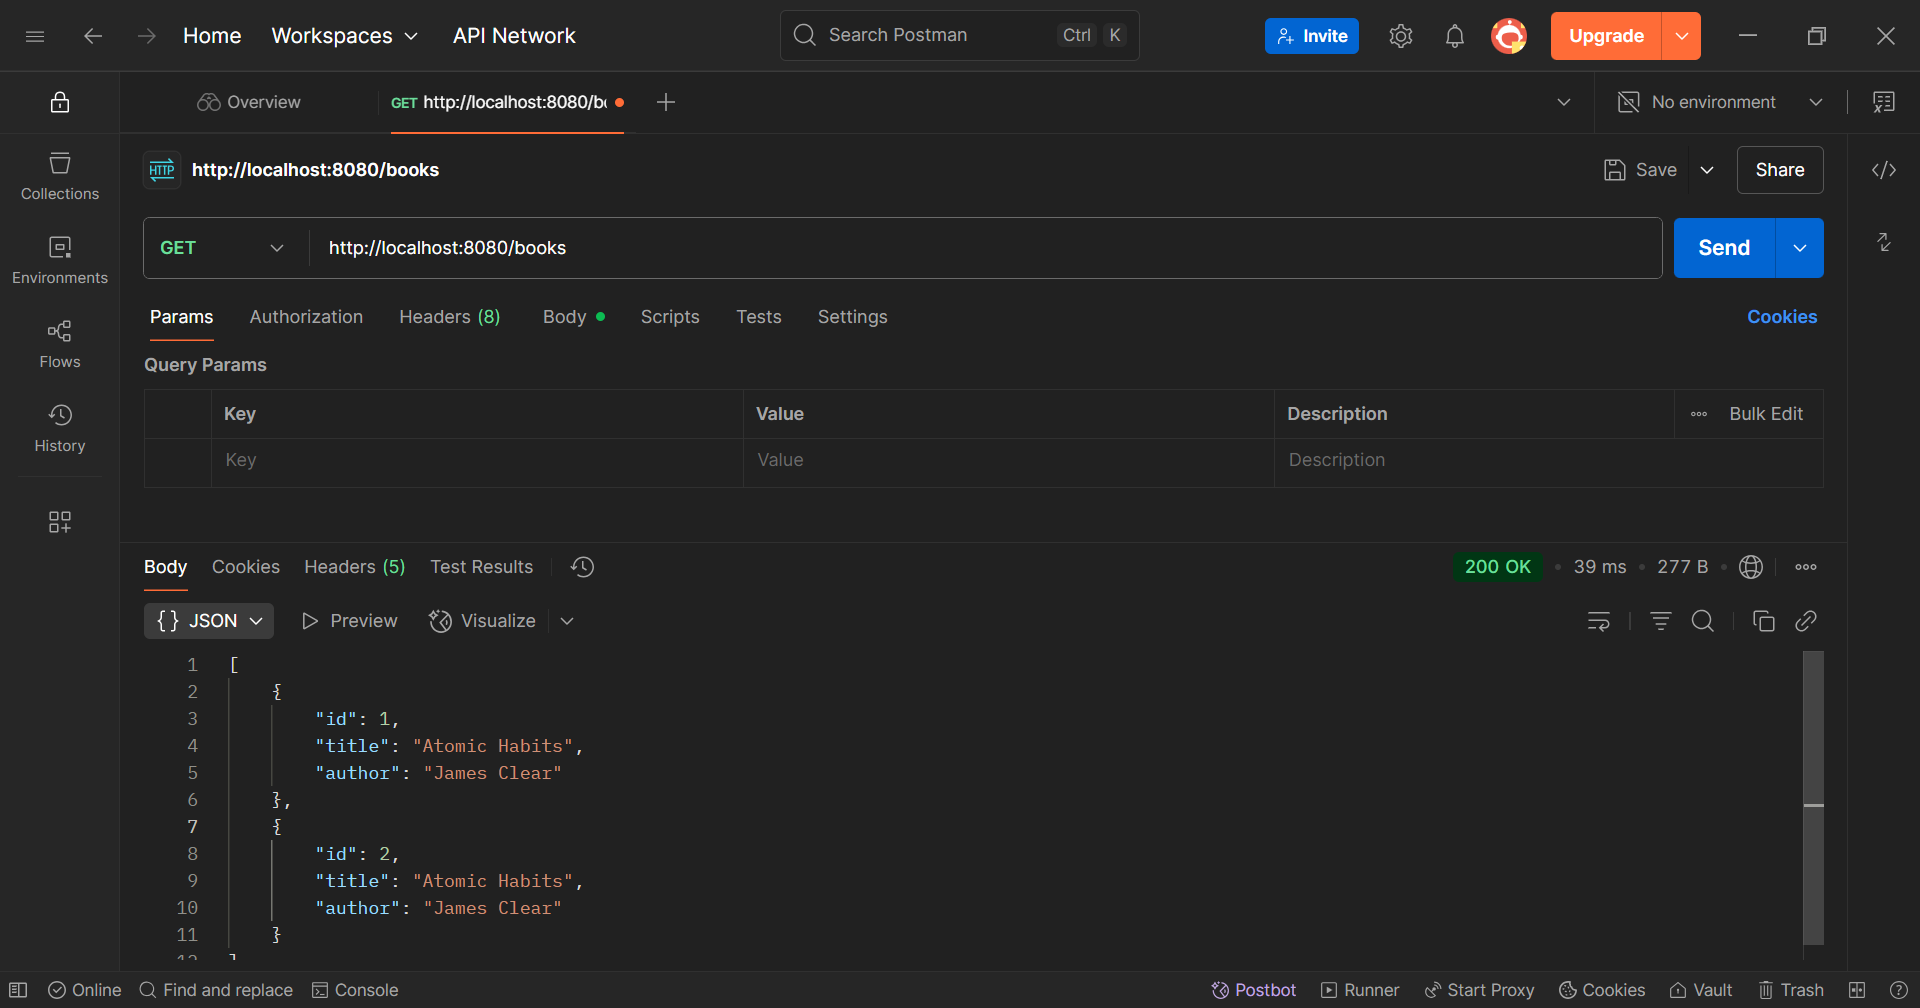 Home Workspaces API Network Search Postman Ctrl K Invite Upgrade
Overview GET http://localhost:8080/b No environment
HTTP http://localhost:8080/books Save Share
GET http://localhost:8080/books Send
Params Authorization Headers (8) Body Scripts Tests Settings Cookies
Query Params
Key Value Description Bulk Edit
Key Value Description
Collections
Environments
Flows
History
Body Cookies Headers (5) Test Results 200 OK 39 ms 277 B
{} JSON Preview Visualize
1 [
2 {
3 "id": 1,
4 "title": "Atomic Habits",
5 "author": "James Clear"
6 },
7 {
8 "id": 2,
9 "title": "Atomic Habits",
10 "author": "James Clear"
11 }
12 ]
Online Find and replace Console Postbot Runner Start Proxy Cookies Vault Trash